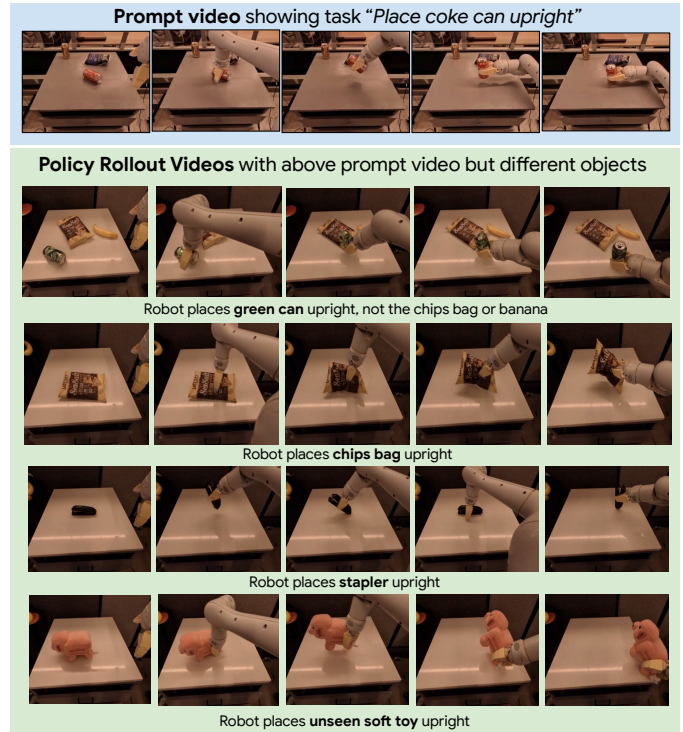 Prompt video showing task “Place coke can upright”
Policy Rollout Videos with above prompt video but different objects
Robot places green can upright, not the chips bag or banana
Robot places chips bag upright
Robot places stapler upright
Robot places unseen soft toy upright